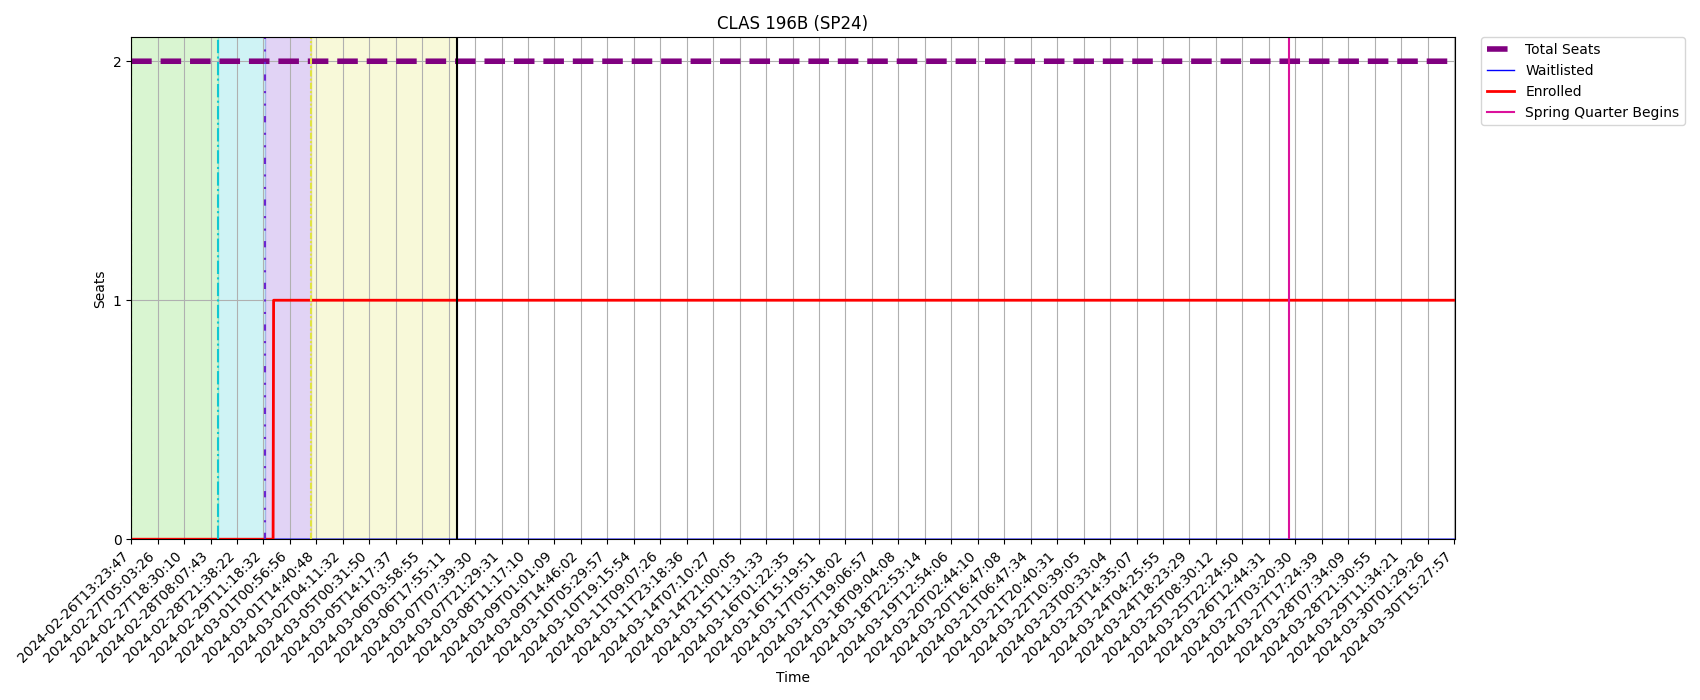 CLAS 196B (SP24)
Total Seats
Waitlisted
Enrolled
Spring Quarter Begins
Seats
2
1
0
2024-02-26T13:23:47
2024-02-27T05:03:26
2024-02-27T18:30:10
2024-02-28T08:07:43
2024-02-28T21:38:22
2024-02-29T11:18:32
2024-03-01T00:56:56
2024-03-01T14:40:48
2024-03-02T04:11:32
2024-03-05T00:31:50
2024-03-05T14:17:37
2024-03-06T03:58:55
2024-03-06T17:55:11
2024-03-07T07:39:30
2024-03-07T21:29:31
2024-03-08T11:17:10
2024-03-09T01:01:09
2024-03-09T14:46:02
2024-03-10T05:29:57
2024-03-10T19:15:54
2024-03-11T09:07:26
2024-03-11T23:18:36
2024-03-14T07:10:27
2024-03-14T21:00:05
2024-03-15T11:31:33
2024-03-16T01:22:35
2024-03-16T15:19:51
2024-03-17T05:18:02
2024-03-17T19:06:57
2024-03-18T09:04:08
2024-03-18T22:53:14
2024-03-19T12:54:06
2024-03-20T02:44:10
2024-03-20T16:47:08
2024-03-21T06:47:34
2024-03-21T20:40:31
2024-03-22T10:39:05
2024-03-23T00:33:04
2024-03-23T14:35:07
2024-03-24T04:25:55
2024-03-24T18:23:29
2024-03-25T08:30:12
2024-03-25T22:24:50
2024-03-26T12:44:31
2024-03-27T03:20:30
2024-03-27T17:24:39
2024-03-28T07:34:09
2024-03-28T21:30:55
2024-03-29T11:34:21
2024-03-30T01:29:26
2024-03-30T15:27:57
Time